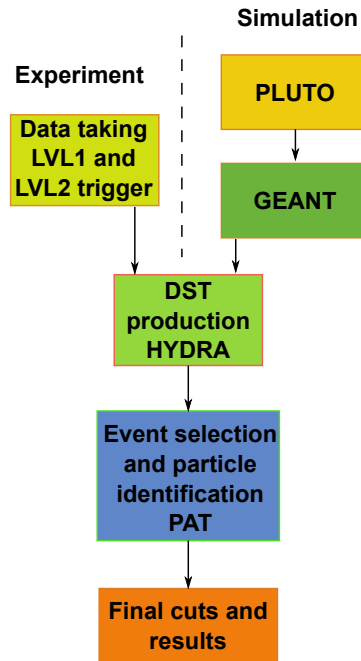 Simulation
Experiment
PLUTO
Data taking
LVL1 and
LVL2 trigger
GEANT
DST
production
HYDRA
Event selection
and particle
identification
PAT
Final cuts and
results